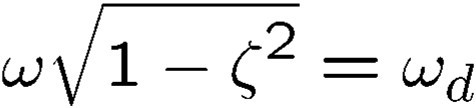 ω√(1 − ζ²) = ω_d